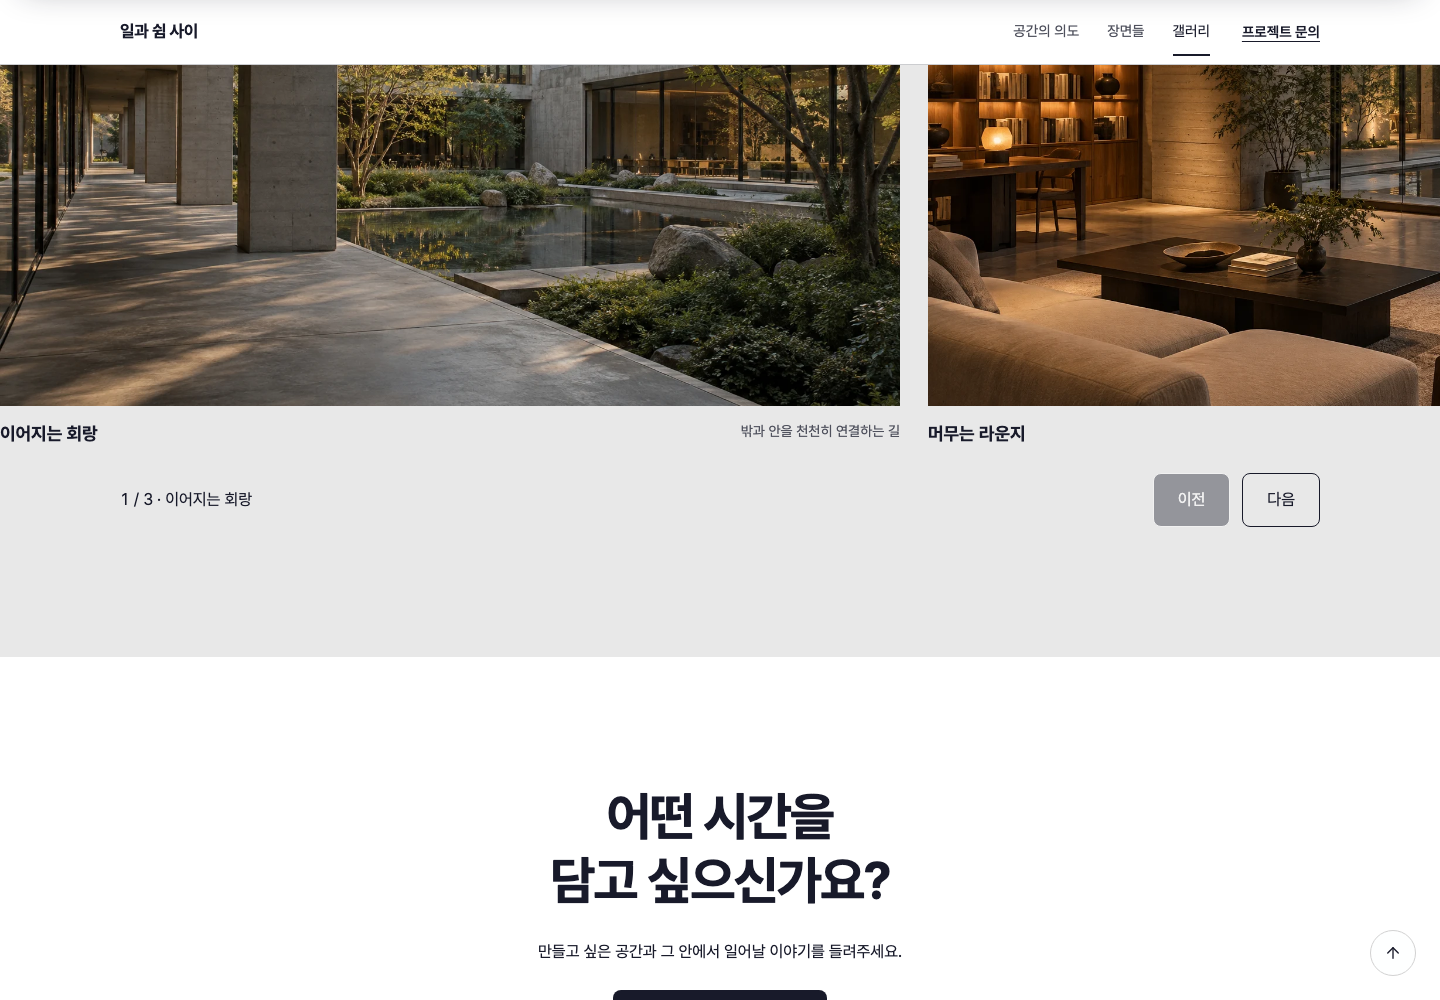 일과 쉼 사이
공간의 의도
장면들
갤러리
프로젝트 문의
이어지는 회랑
밖과 안을 천천히 연결하는 길
머무는 라운지
1 / 3 · 이어지는 회랑
이전
다음
어떤 시간을
담고 싶으신가요?
만들고 싶은 공간과 그 안에서 일어날 이야기를 들려주세요.